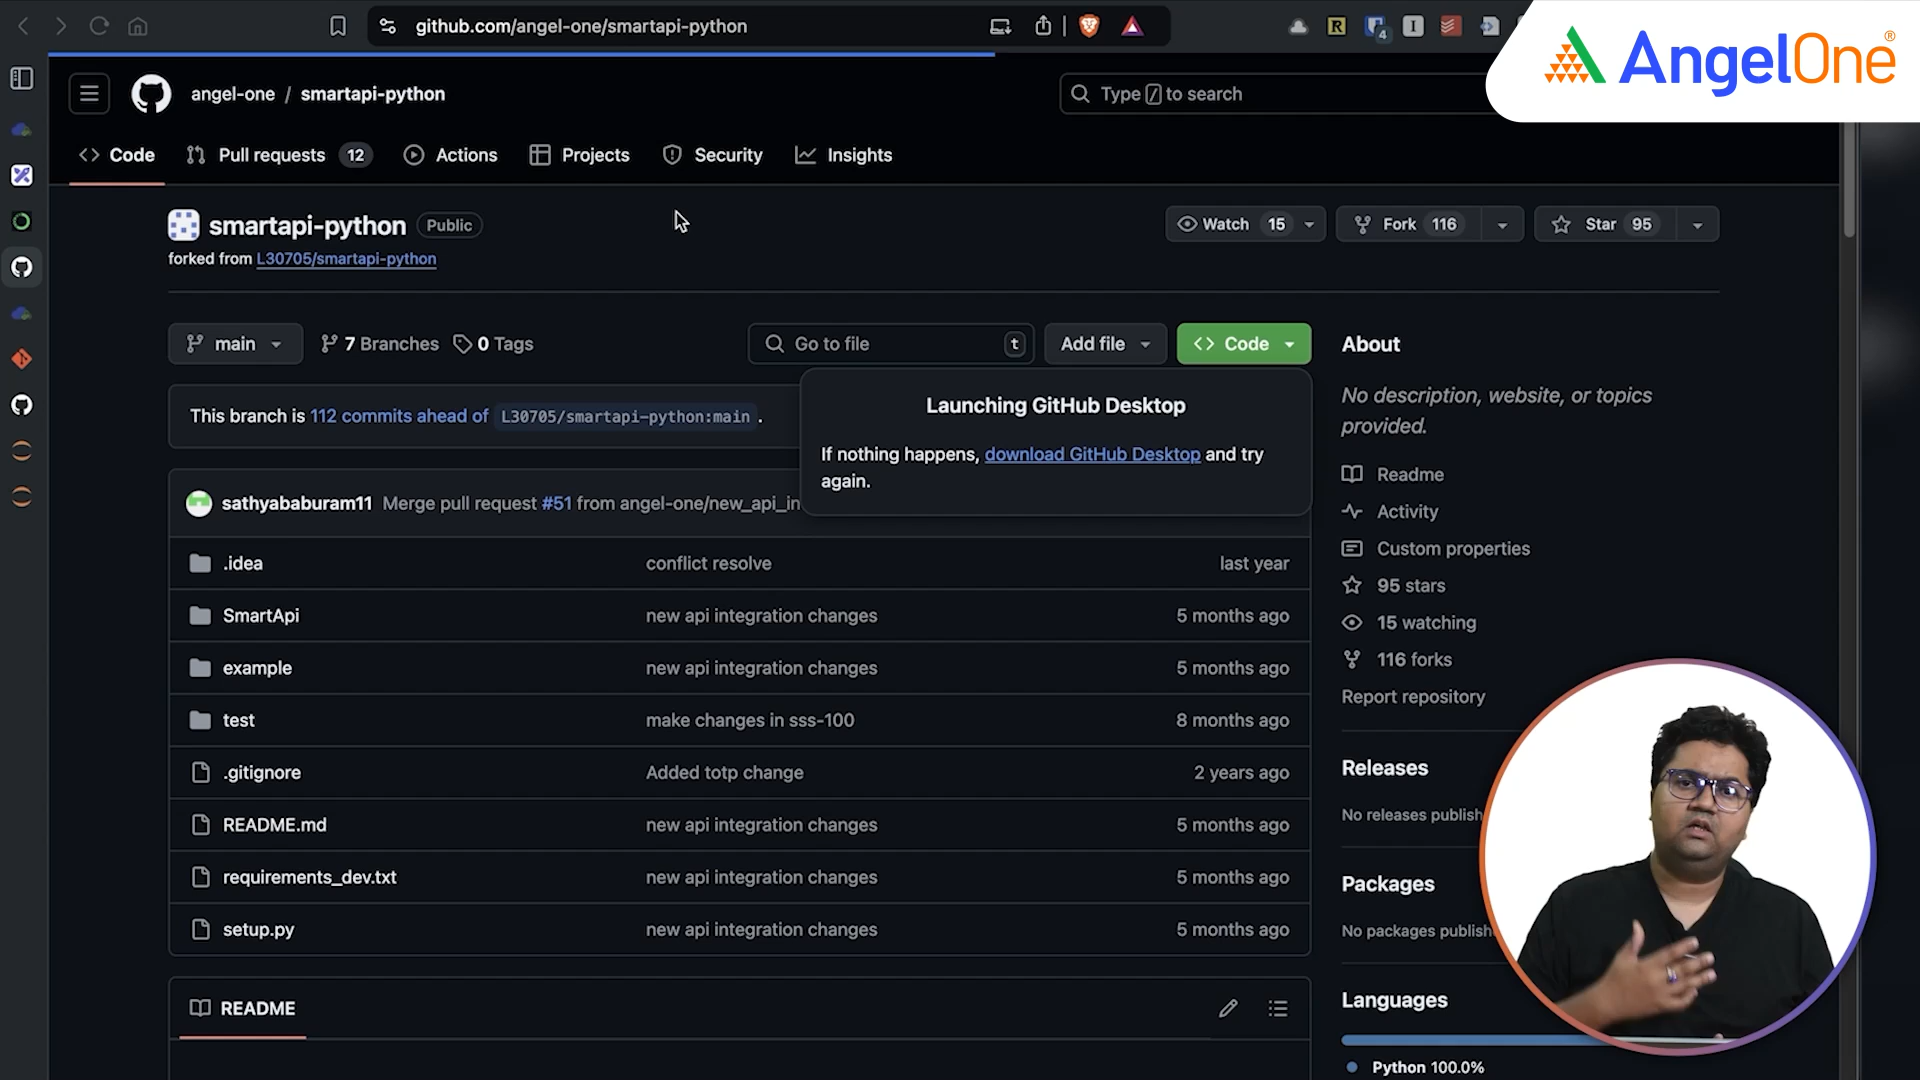 github.com/angel-one/smartapi-python
R
4
I
AngelOne®
angel-one / smartapi-python
Type / to search
Code
Pull requests 12
Actions
Projects
Security
Insights
smartapi-python Public
forked from L30705/smartapi-python
Watch 15
Fork 116
Star 95
main
7 Branches
0 Tags
Go to file t
Add file
Code
This branch is 112 commits ahead of L30705/smartapi-python:main .
Launching GitHub Desktop
If nothing happens, download GitHub Desktop and try
again.
sathyababuram11 Merge pull request #51 from angel-one/new_api_in
.idea conflict resolve last year
SmartApi new api integration changes 5 months ago
example new api integration changes 5 months ago
test make changes in sss-100 8 months ago
.gitignore Added totp change 2 years ago
README.md new api integration changes 5 months ago
requirements_dev.txt new api integration changes 5 months ago
setup.py new api integration changes 5 months ago
README
About
No description, website, or topics
provided.
Readme
Activity
Custom properties
95 stars
15 watching
116 forks
Report repository
Releases
No releases publish
Packages
No packages publish
Languages
Python 100.0%